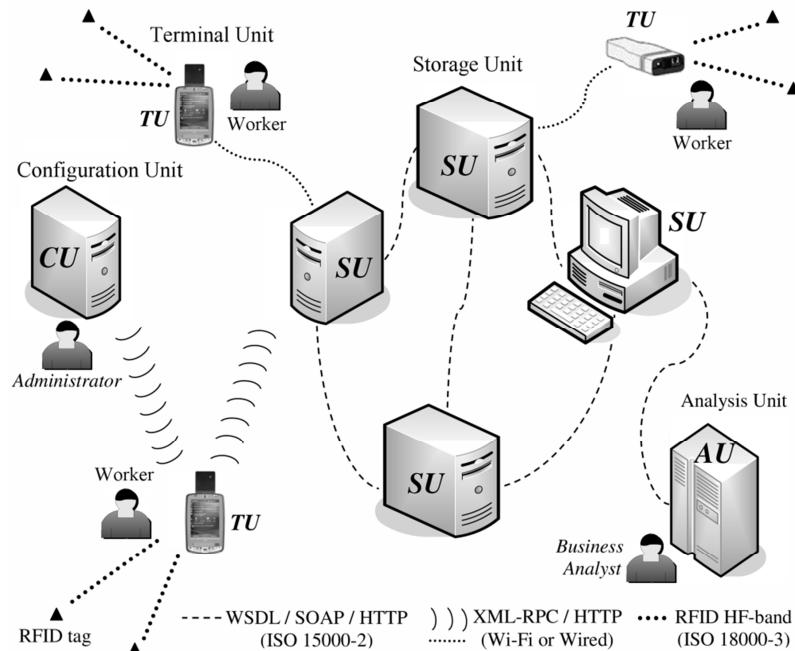 Terminal Unit
TU
Worker
Storage Unit
TU
Worker
Configuration Unit
CU
SU
SU
SU
Administrator
Analysis Unit
AU
Worker
TU
SU
Business
Analyst
RFID tag
WSDL / SOAP / HTTP
(ISO 15000-2)
XML-RPC / HTTP
(Wi-Fi or Wired)
RFID HF-band
(ISO 18000-3)